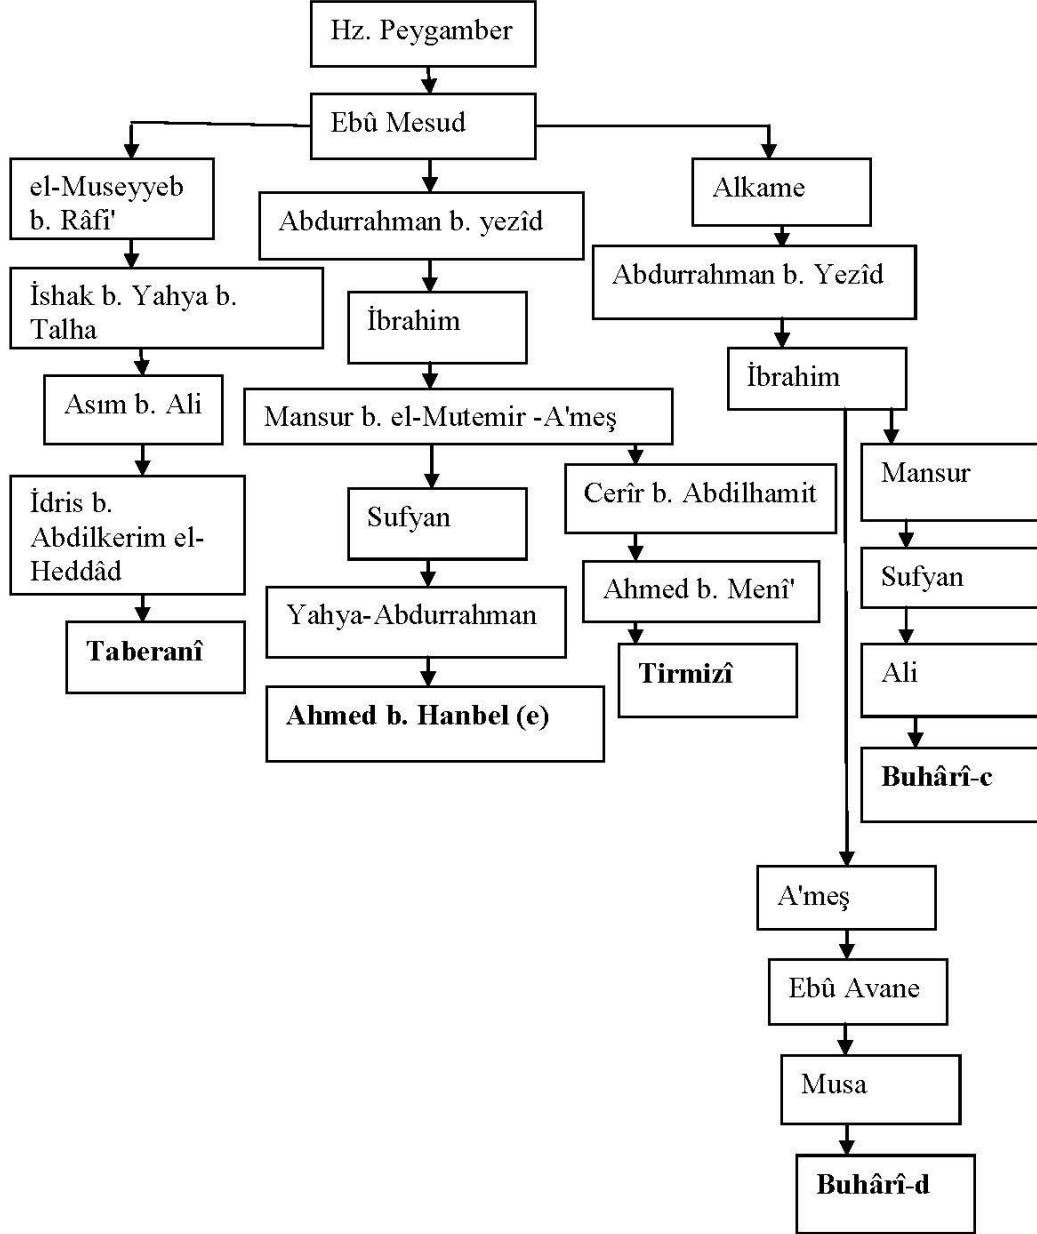 Hz. Peygamber
Ebû Mesud
el-Museyyeb
b. Râfi'
Abdurrahman b. yezîd
Alkame
İshak b. Yahya b.
Talha
İbrahim
Abdurrahman b. Yezîd
Asım b. Ali
Mansur b. el-Mutemir -A'meş
İbrahim
İdris b.
Abdilkerim el-
Heddâd
Sufyan
Cerîr b. Abdilhamit
Mansur
Taberanî
Yahya-Abdurrahman
Ahmed b. Menî'
Sufyan
Ahmed b. Hanbel (e)
Tirmizî
Ali
Buhârî-c
A'meş
Ebû Avane
Musa
Buhârî-d